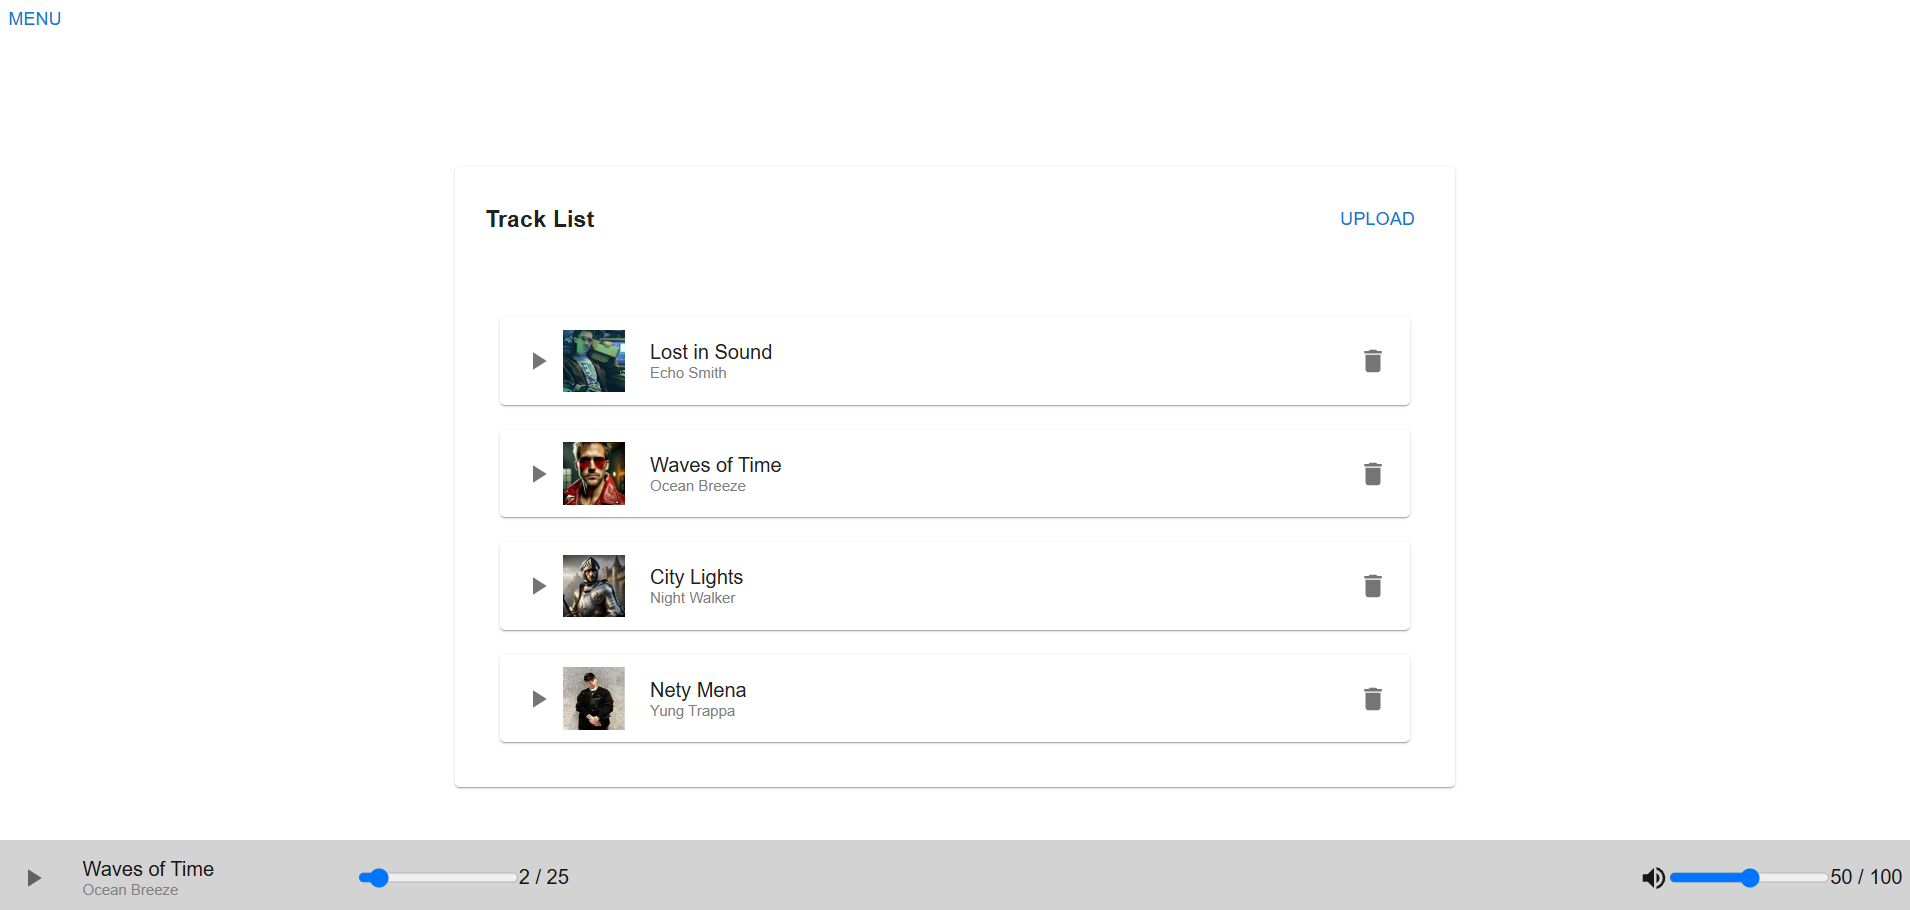 MENU
Track List
UPLOAD
Lost in Sound
Echo Smith
Waves of Time
Ocean Breeze
City Lights
Night Walker
Nety Mena
Yung Trappa
Waves of Time
Ocean Breeze
2 / 25
50 / 100